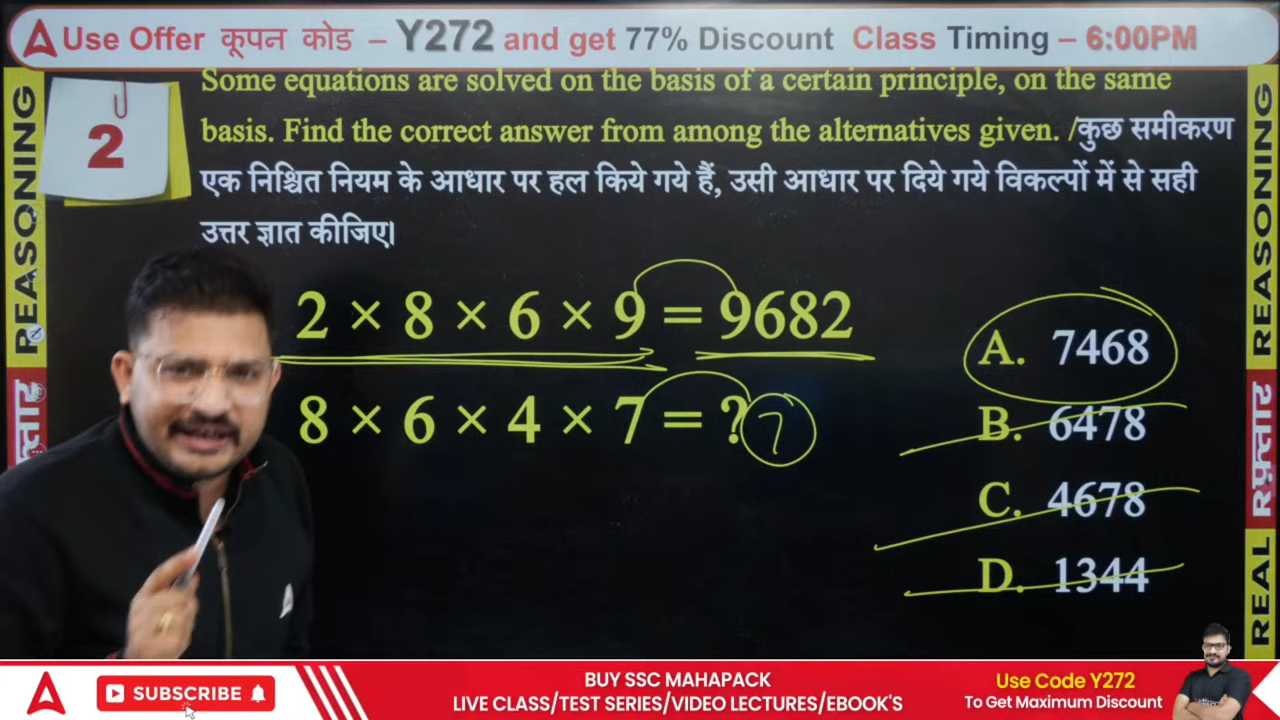 Use Offer कूपन कोड – Y272 and get 77% Discount Class Timing – 6:00PM
REASONING
2
Some equations are solved on the basis of a certain principle, on the same
basis. Find the correct answer from among the alternatives given. /कुछ समीकरण
एक निश्चित नियम के आधार पर हल किये गये हैं, उसी आधार पर दिये गये विकल्पों में से सही
उत्तर ज्ञात कीजिए।
2 × 8 × 6 × 9 = 9682
8 × 6 × 4 × 7 = ? 7
A. 7468
B. 6478
C. 4678
D. 1344
REASONING
रफ़्तार
REAL
SUBSCRIBE
BUY SSC MAHAPACK
LIVE CLASS/TEST SERIES/VIDEO LECTURES/EBOOK'S
Use Code Y272
To Get Maximum Discount